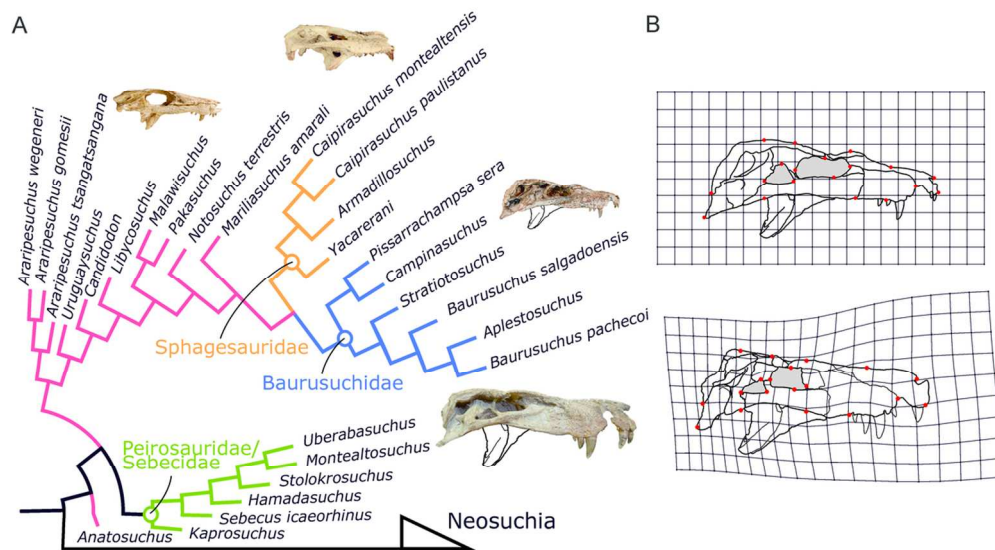 A
B
Araripesuchus wegeneri
Araripesuchus gomesii
Araripesuchus tsangatsangana
Uruguaysuchus
Candidodon
Libycosuchus
Malawisuchus
Pakasuchus
Notosuchus terrestris
Mariliasuchus amarali
Caipirasuchus montealtensis
Caipirasuchus paulistanus
Armadillosuchus
Yacarerani
Pissarrachampsa sera
Campinasuchus
Stratiotosuchus
Baurusuchus salgadoensis
Aplestosuchus
Baurusuchus pachecoi
Sphagesauridae
Baurusuchidae
Peirosauridae/
Sebecidae
Uberabasuchus
Montealtosuchus
Stolokrosuchus
Hamadasuchus
Sebecus icaeorhinus
Kaprosuchus
Anatosuchus
Neosuchia